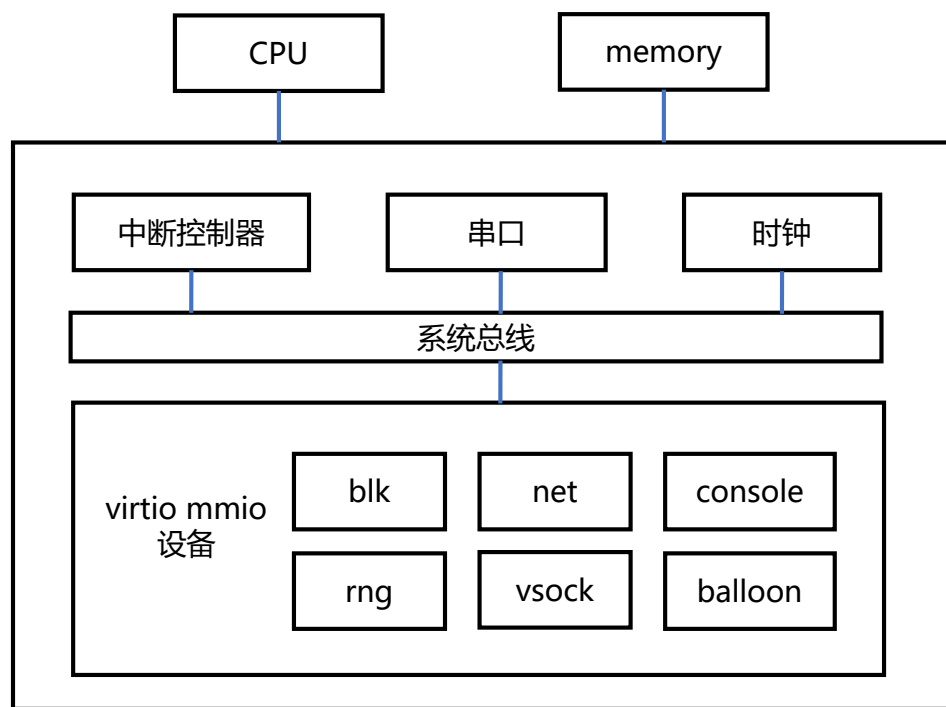 CPU
memory
中断控制器
串口
时钟
系统总线
virtio mmio
设备
blk
net
console
rng
vsock
balloon